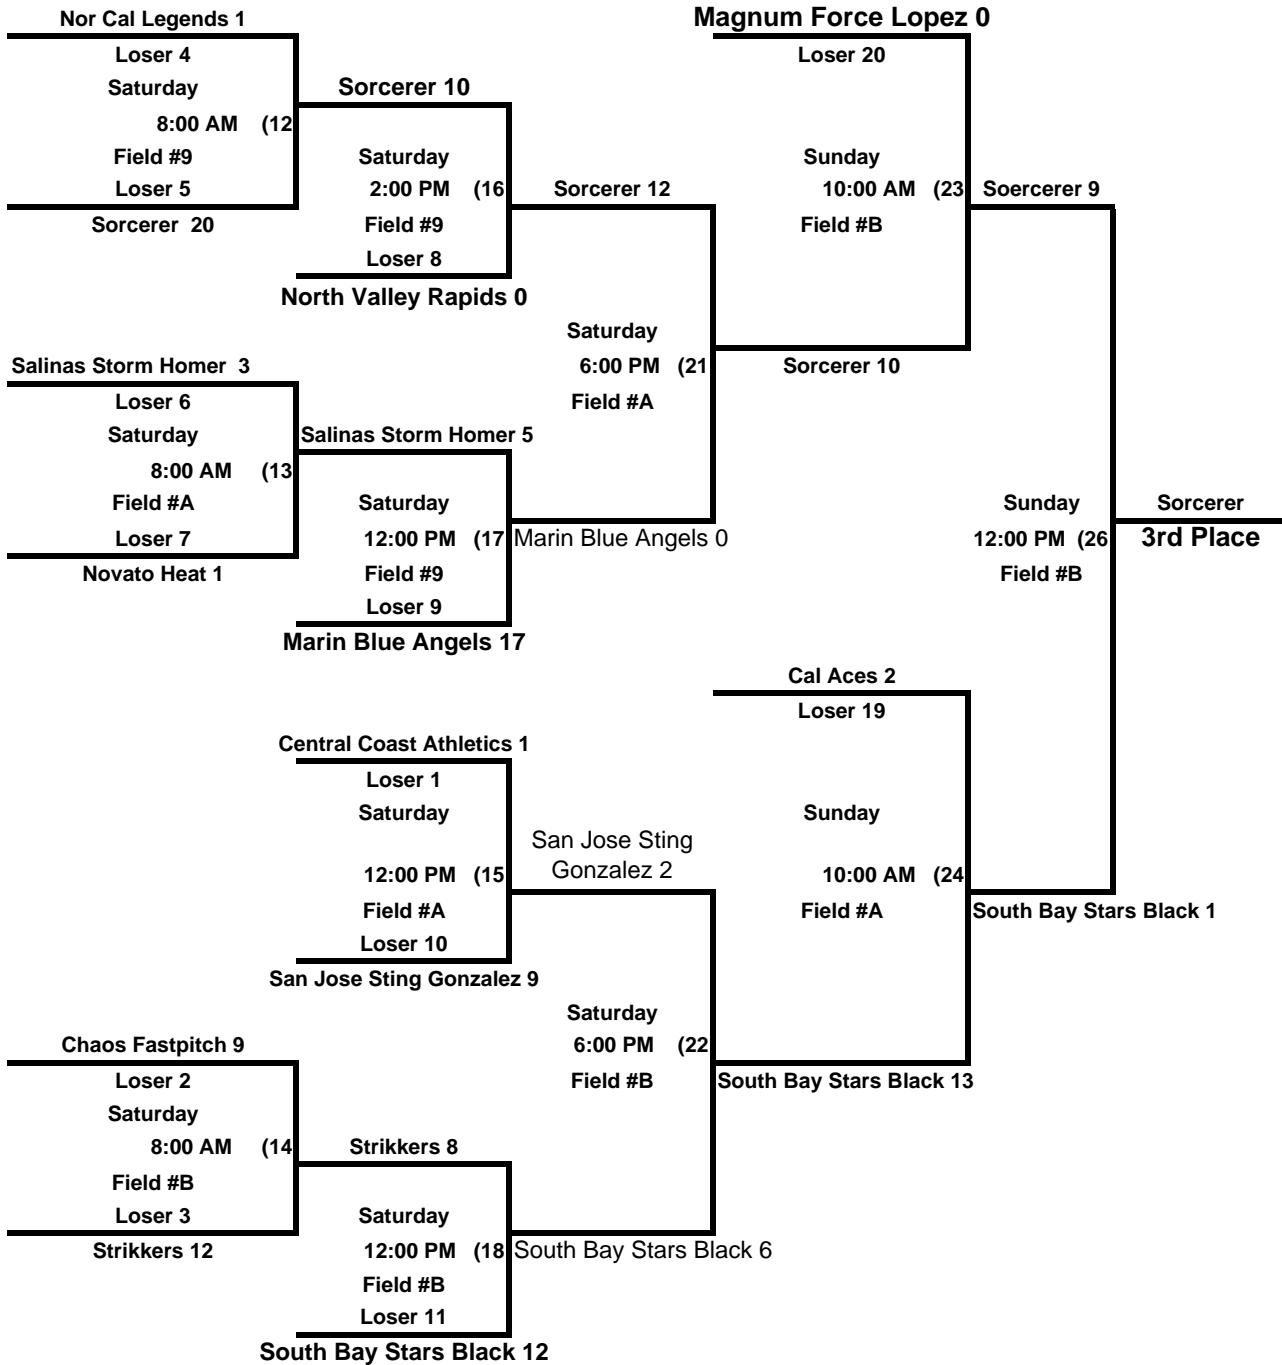 Nor Cal Legends 1
Loser 4
Saturday
8:00 AM (12
Field #9
Loser 5
Sorcerer 20
Sorcerer 10
Saturday
2:00 PM (16
Field #9
Loser 8
North Valley Rapids 0
Salinas Storm Homer 3
Loser 6
Saturday
8:00 AM (13
Field #A
Loser 7
Novato Heat 1
Salinas Storm Homer 5
Saturday
12:00 PM (17
Field #9
Loser 9
Marin Blue Angels 17
Sorcerer 12
Saturday
6:00 PM (21
Field #A
Marin Blue Angels 0
Magnum Force Lopez 0
Loser 20
Sunday
10:00 AM (23
Field #B
Sorcerer 10
Soercerer 9
Sunday
12:00 PM (26
Field #B
Sorcerer
3rd Place
Cal Aces 2
Loser 19
Sunday
10:00 AM (24
Field #A
South Bay Stars Black 1
South Bay Stars Black 13
Central Coast Athletics 1
Loser 1
Saturday
12:00 PM (15
Field #A
Loser 10
San Jose Sting Gonzalez 9
San Jose Sting
Gonzalez 2
Saturday
6:00 PM (22
Field #B
South Bay Stars Black 6
Chaos Fastpitch 9
Loser 2
Saturday
8:00 AM (14
Field #B
Loser 3
Strikkers 12
Strikkers 8
Saturday
12:00 PM (18
Field #B
Loser 11
South Bay Stars Black 12